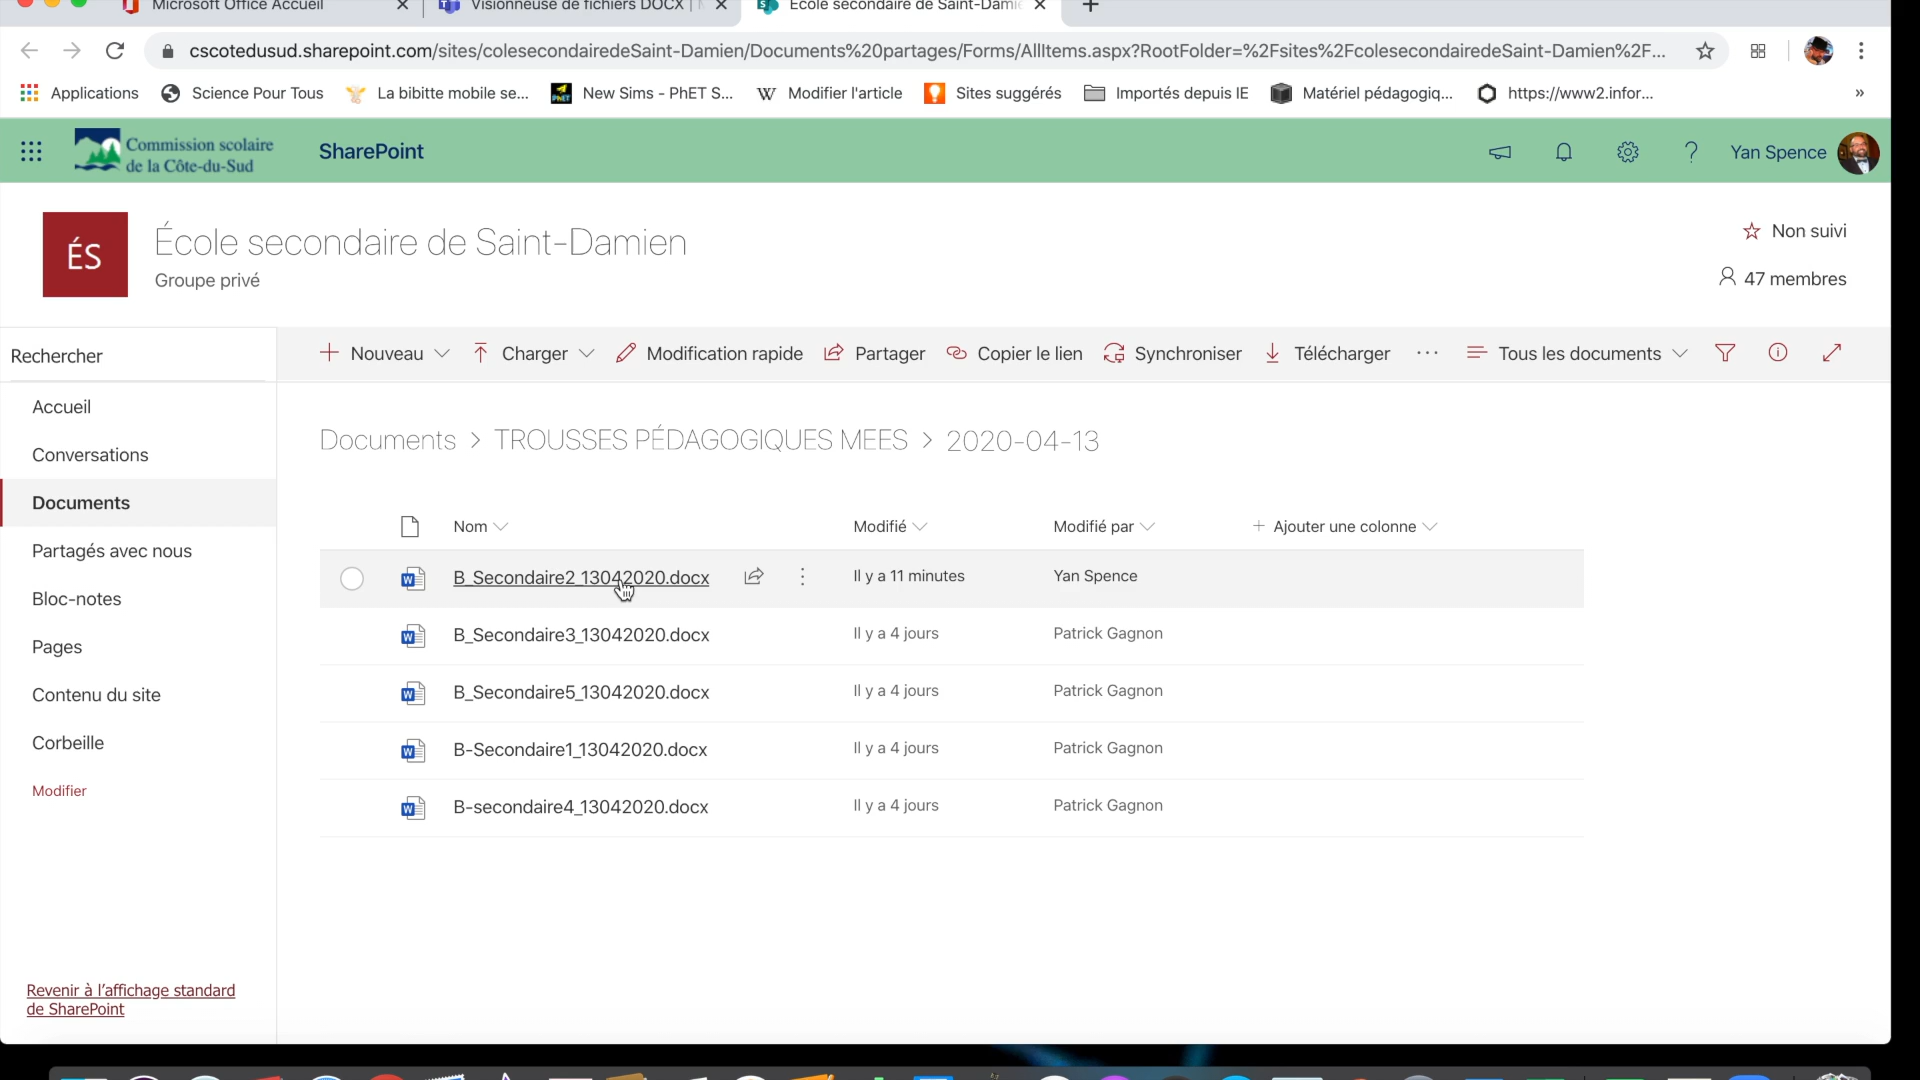 Microsoft Office Accueil
Visionneuse de fichiers DOCX |
École secondaire de Saint-Damie
cscotedusud.sharepoint.com/sites/colesecondairedeSaint-Damien/Documents%20partages/Forms/AllItems.aspx?RootFolder=%2Fsites%2FcolesecondairedeSaint-Damien%2F...
Applications
Science Pour Tous
La bibitte mobile se...
New Sims - PhET S...
Modifier l'article
Sites suggérés
Importés depuis IE
Matériel pédagogiq...
https://www2.infor...
»
Commission scolaire
de la Côte-du-Sud
SharePoint
Yan Spence
ÉS
École secondaire de Saint-Damien
Groupe privé
Non suivi
47 membres
Rechercher
Nouveau
Charger
Modification rapide
Partager
Copier le lien
Synchroniser
Télécharger
...
Tous les documents
Accueil
Conversations
Documents
Partagés avec nous
Bloc-notes
Pages
Contenu du site
Corbeille
Modifier
Documents > TROUSSES PÉDAGOGIQUES MEES > 2020-04-13
Nom
Modifié
Modifié par
+ Ajouter une colonne
B_Secondaire2_13042020.docx
Il y a 11 minutes
Yan Spence
B_Secondaire3_13042020.docx
Il y a 4 jours
Patrick Gagnon
B_Secondaire5_13042020.docx
Il y a 4 jours
Patrick Gagnon
B-Secondaire1_13042020.docx
Il y a 4 jours
Patrick Gagnon
B-secondaire4_13042020.docx
Il y a 4 jours
Patrick Gagnon
Revenir à l'affichage standard
de SharePoint